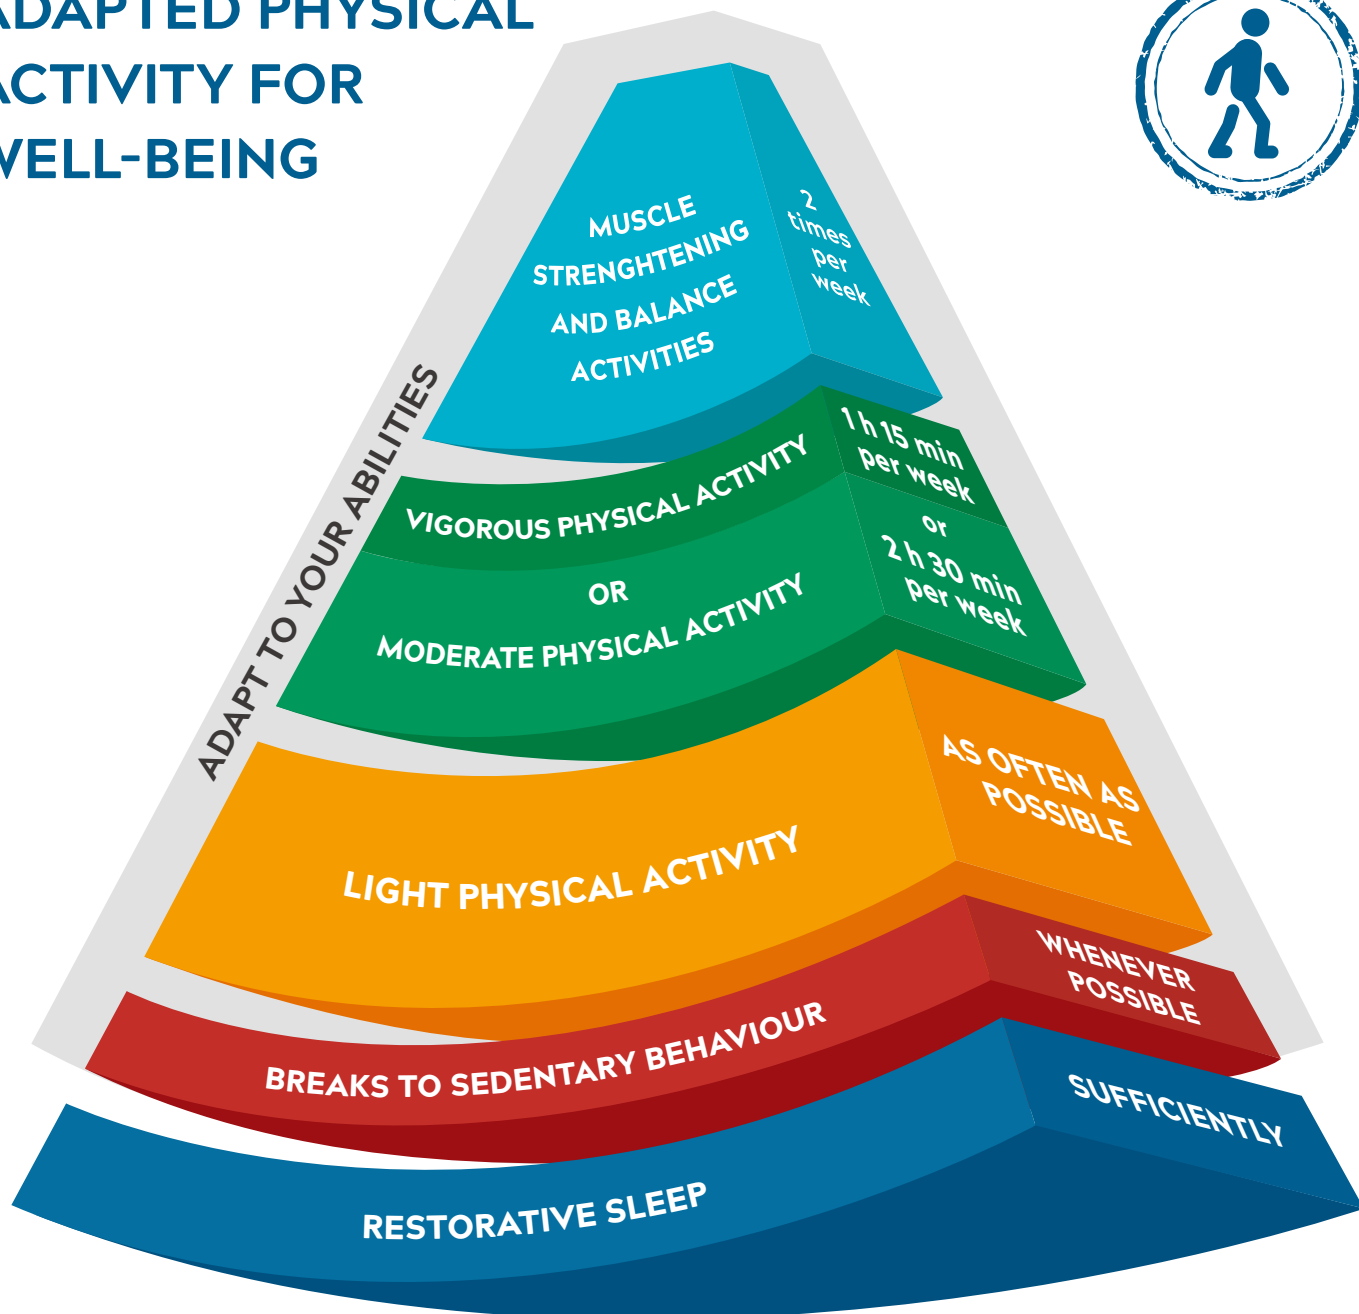 ADAPTED PHYSICAL
ACTIVITY FOR
WELL-BEING
ADAPT TO YOUR ABILITIES
MUSCLE
STRENGHTENING
AND BALANCE
ACTIVITIES
2
times
per
week
VIGOROUS PHYSICAL ACTIVITY
1 h 15 min
per week
OR
MODERATE PHYSICAL ACTIVITY
or
2 h 30 min
per week
LIGHT PHYSICAL ACTIVITY
AS OFTEN AS
POSSIBLE
BREAKS TO SEDENTARY BEHAVIOUR
WHENEVER
POSSIBLE
RESTORATIVE SLEEP
SUFFICIENTLY